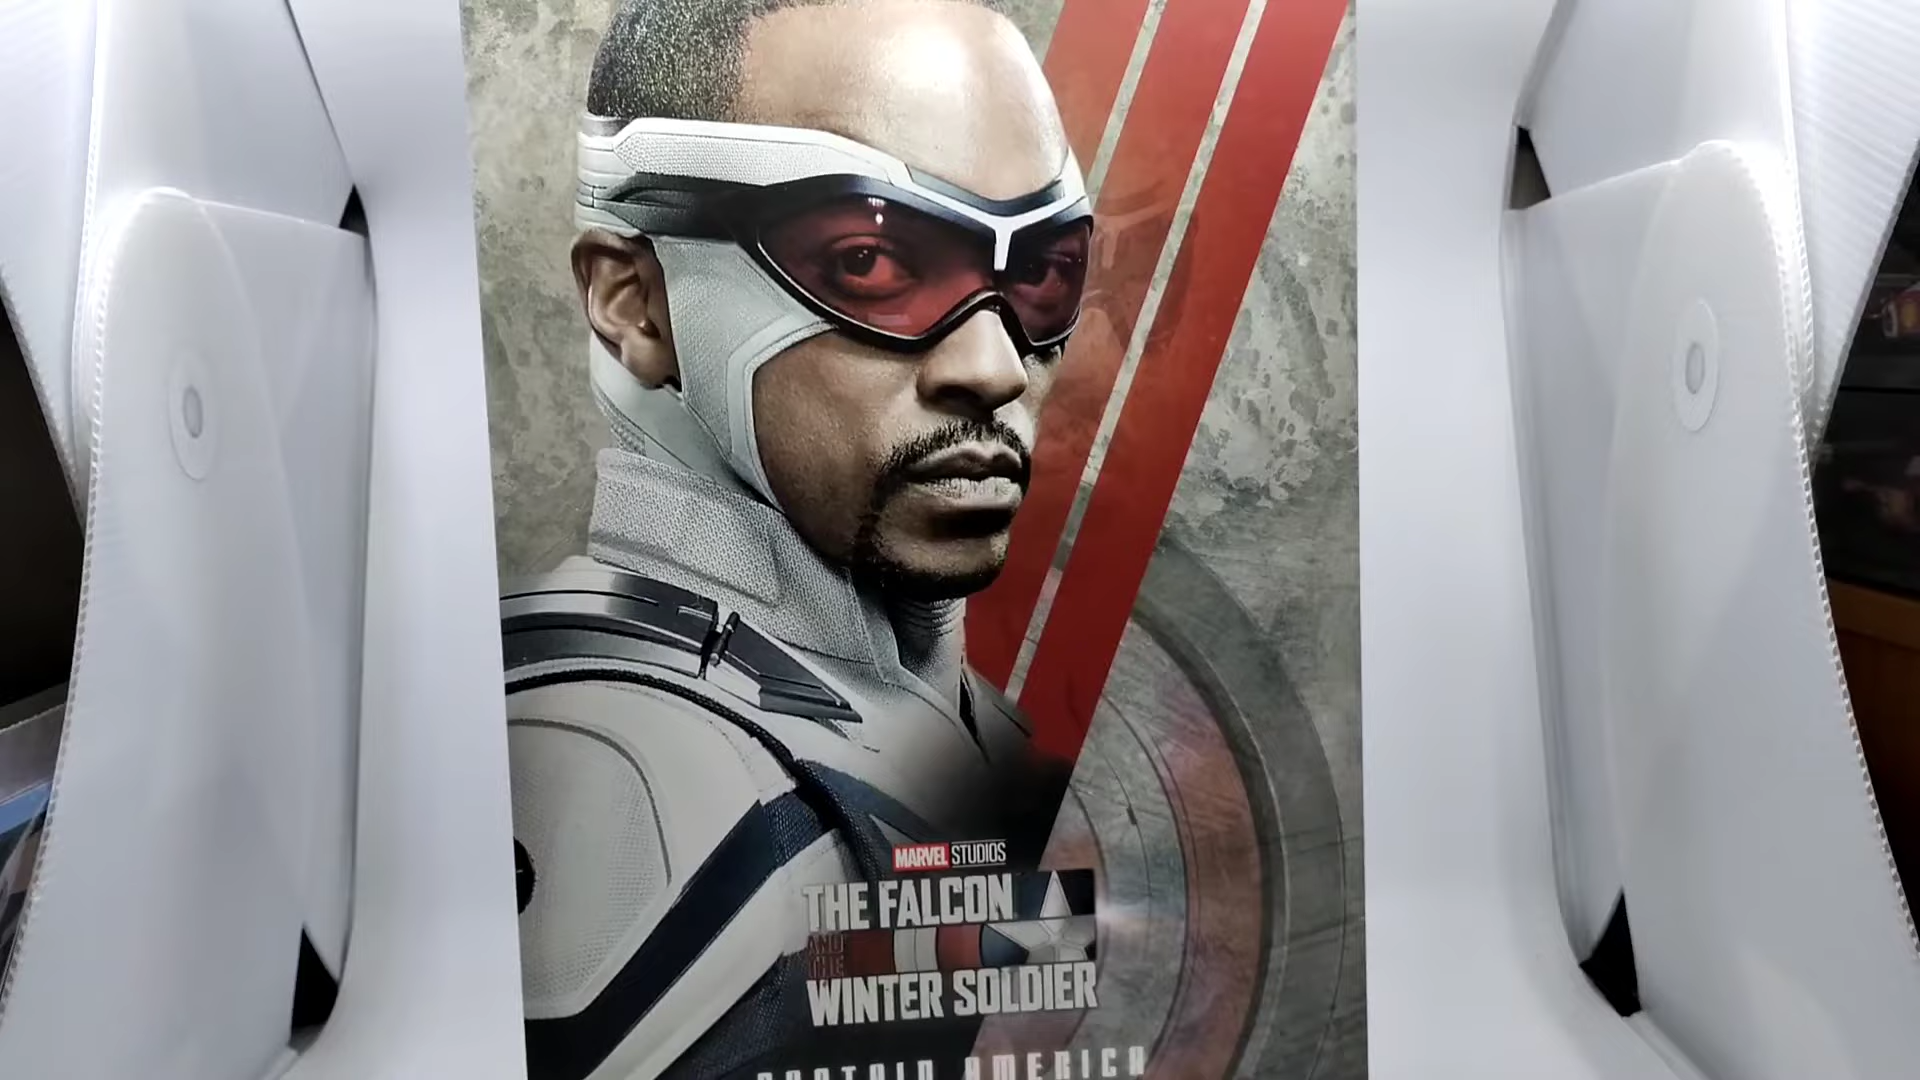 MARVEL STUDIOS
THE FALCON
AND
THE
WINTER SOLDIER
CAPTAIN AMERICA